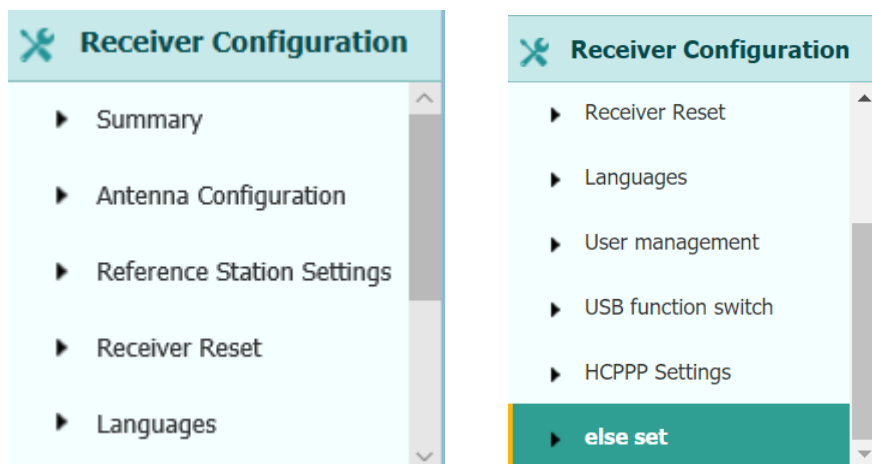 Receiver Configuration
Summary
Antenna Configuration
Reference Station Settings
Receiver Reset
Languages
Receiver Configuration
Receiver Reset
Languages
User management
USB function switch
HCPPP Settings
else set